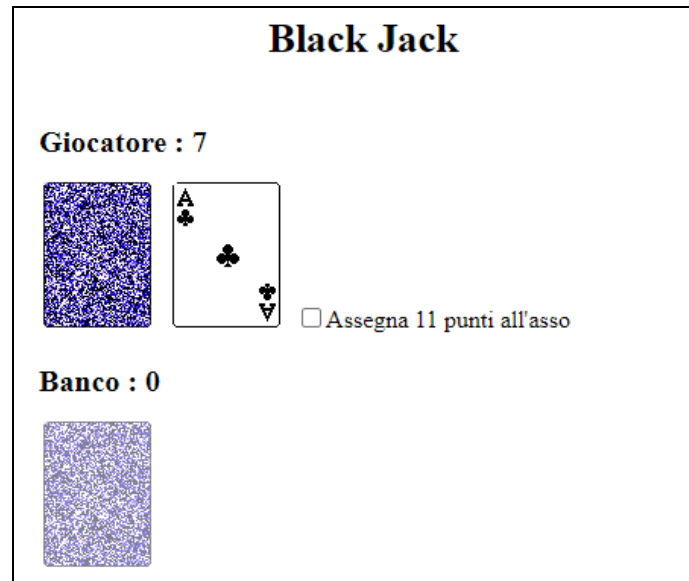 Black Jack
Giocatore : 7
A
A
Assegna 11 punti all'asso
Banco : 0